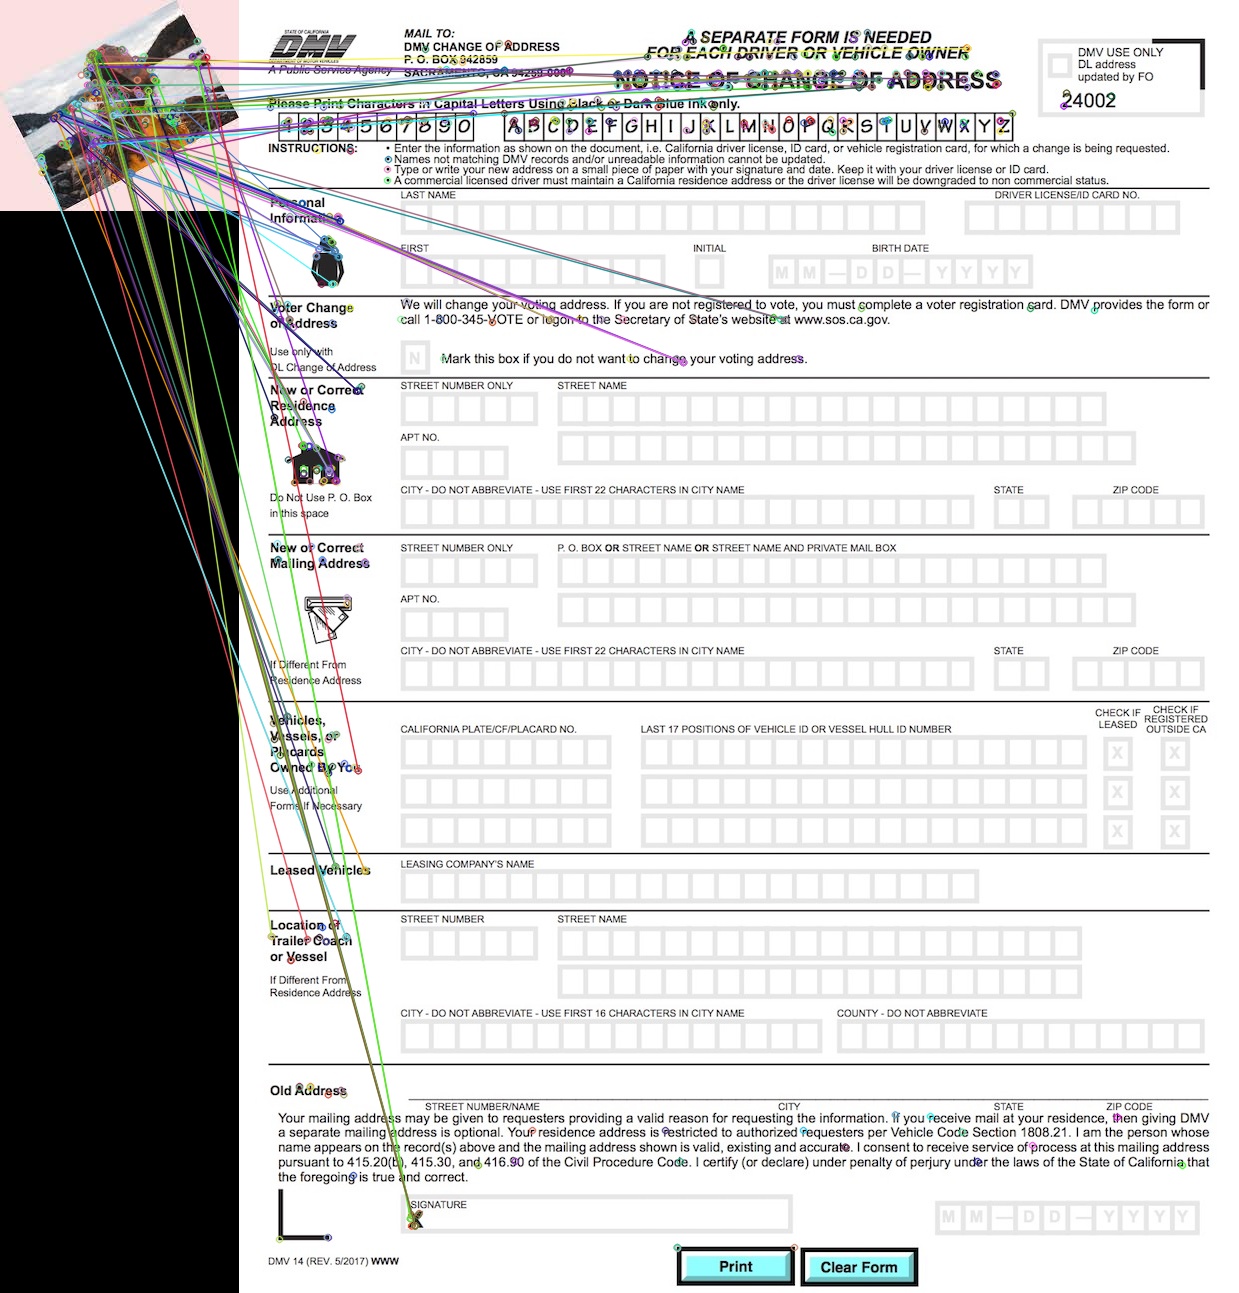 STATE OF CALIFORNIA
DMV
DEPARTMENT OF MOTOR VEHICLES
A Public Service Agency
MAIL TO:
DMV CHANGE OF ADDRESS
P. O. BOX 942859
SACRAMENTO, CA 94259-0001
A SEPARATE FORM IS NEEDED
FOR EACH DRIVER OR VEHICLE OWNER
NOTICE OF CHANGE OF ADDRESS
DMV USE ONLY
DL address
updated by FO
24002
Please Print Characters in Capital Letters Using Black or Dark Blue Ink only.
1 2 3 4 5 6 7 8 9 0 A B C D E F G H I J K L M N O P Q R S T U V W X Y Z
INSTRUCTIONS:
• Enter the information as shown on the document, i.e. California driver license, ID card, or vehicle registration card, for which a change is being requested.
• Names not matching DMV records and/or unreadable information cannot be updated.
• Type or write your new address on a small piece of paper with your signature and date. Keep it with your driver license or ID card.
• A commercial licensed driver must maintain a California residence address or the driver license will be downgraded to non commercial status.
Personal
Information
LAST NAME
DRIVER LICENSE/ID CARD NO.
FIRST
INITIAL
BIRTH DATE
M M — D D — Y Y Y Y
Voter Change
of Address
We will change your voting address. If you are not registered to vote, you must complete a voter registration card. DMV provides the form or
call 1-800-345-VOTE or logon to the Secretary of State's website at www.sos.ca.gov.
Use only with
DL Change of Address
N
Mark this box if you do not want to change your voting address.
New or Correct
Residence
Address
STREET NUMBER ONLY
STREET NAME
APT NO.
Do Not Use P. O. Box
in this space
CITY - DO NOT ABBREVIATE - USE FIRST 22 CHARACTERS IN CITY NAME
STATE
ZIP CODE
New or Correct
Mailing Address
STREET NUMBER ONLY
P. O. BOX OR STREET NAME OR STREET NAME AND PRIVATE MAIL BOX
APT NO.
If Different From
Residence Address
CITY - DO NOT ABBREVIATE - USE FIRST 22 CHARACTERS IN CITY NAME
STATE
ZIP CODE
Vehicles,
Vessels, or
Placards
Owned By You
Use Additional
Forms If Necessary
CALIFORNIA PLATE/CF/PLACARD NO.
LAST 17 POSITIONS OF VEHICLE ID OR VESSEL HULL ID NUMBER
CHECK IF
LEASED
CHECK IF
REGISTERED
OUTSIDE CA
X X
X X
X X
Leased Vehicles
LEASING COMPANY'S NAME
Location of
Trailer Coach
or Vessel
If Different From
Residence Address
STREET NUMBER
STREET NAME
CITY - DO NOT ABBREVIATE - USE FIRST 16 CHARACTERS IN CITY NAME
COUNTY - DO NOT ABBREVIATE
Old Address
STREET NUMBER/NAME
CITY
STATE
ZIP CODE
Your mailing address may be given to requesters providing a valid reason for requesting the information. If you receive mail at your residence, then giving DMV
a separate mailing address is optional. Your residence address is restricted to authorized requesters per Vehicle Code Section 1808.21. I am the person whose
name appears on the record(s) above and the mailing address shown is valid, existing and accurate. I consent to receive service of process at this mailing address
pursuant to 415.20(b), 415.30, and 416.90 of the Civil Procedure Code. I certify (or declare) under penalty of perjury under the laws of the State of California that
the foregoing is true and correct.
SIGNATURE
X
M M — D D — Y Y Y Y
DMV 14 (REV. 5/2017) WWW
Print
Clear Form